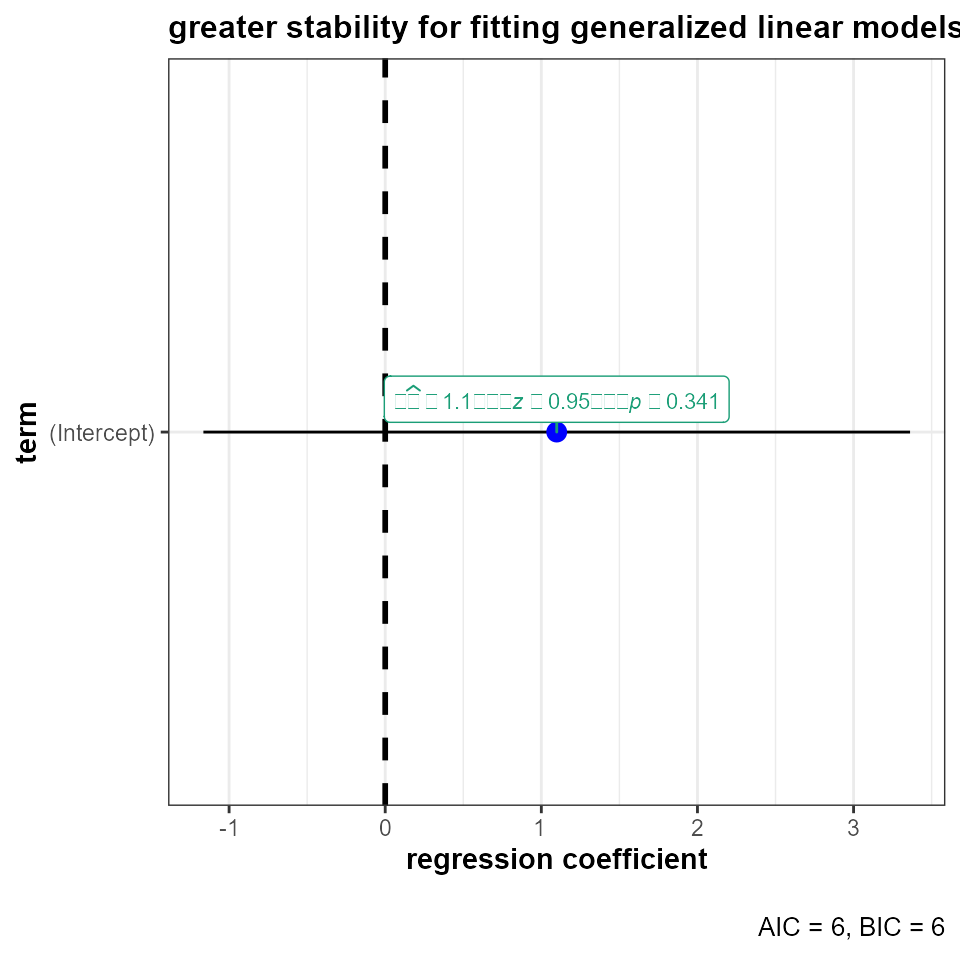 greater stability for fitting generalized linear models
□□ □ 1.1□□□z □ 0.95□□□p □ 0.341
term
(Intercept)
-1 0 1 2 3
regression coefficient
AIC = 6, BIC = 6